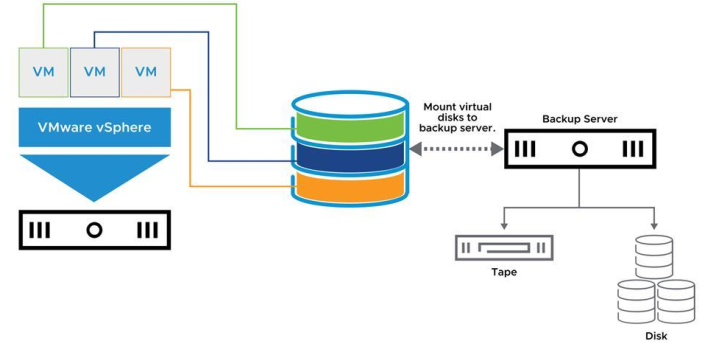 VM
VM
VM
VMware vSphere
Mount virtual
disks to
backup server.
Backup Server
Tape
Disk